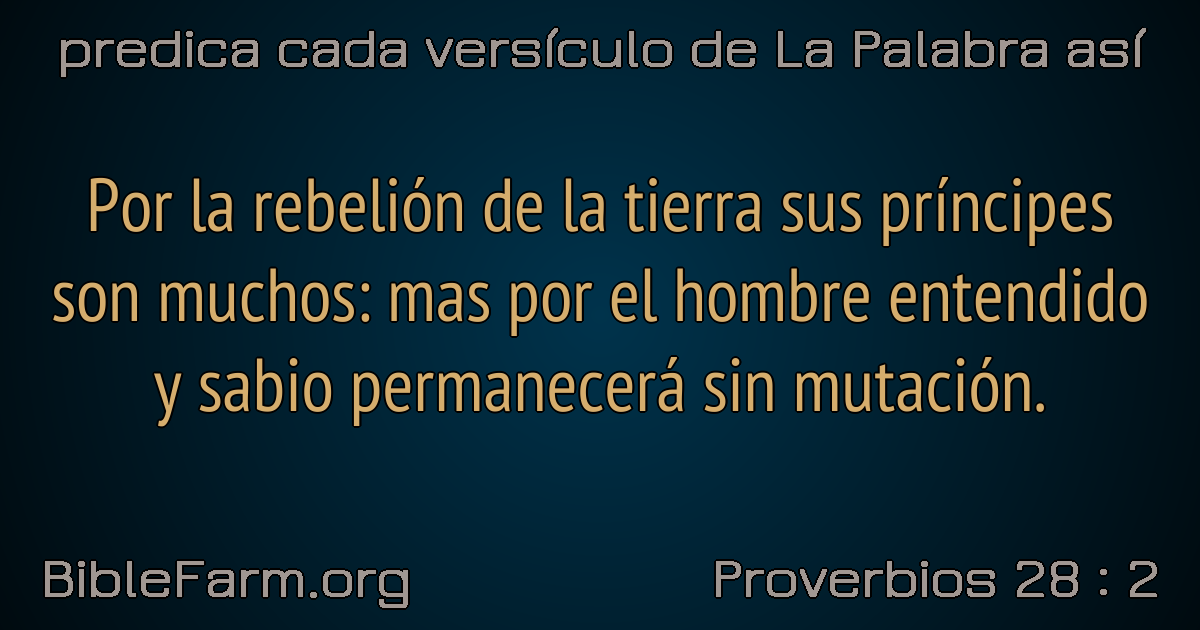 predica cada versículo de La Palabra así
Por la rebelión de la tierra sus príncipes
son muchos: mas por el hombre entendido
y sabio permanecerá sin mutación.
BibleFarm.org
Proverbios 28 : 2